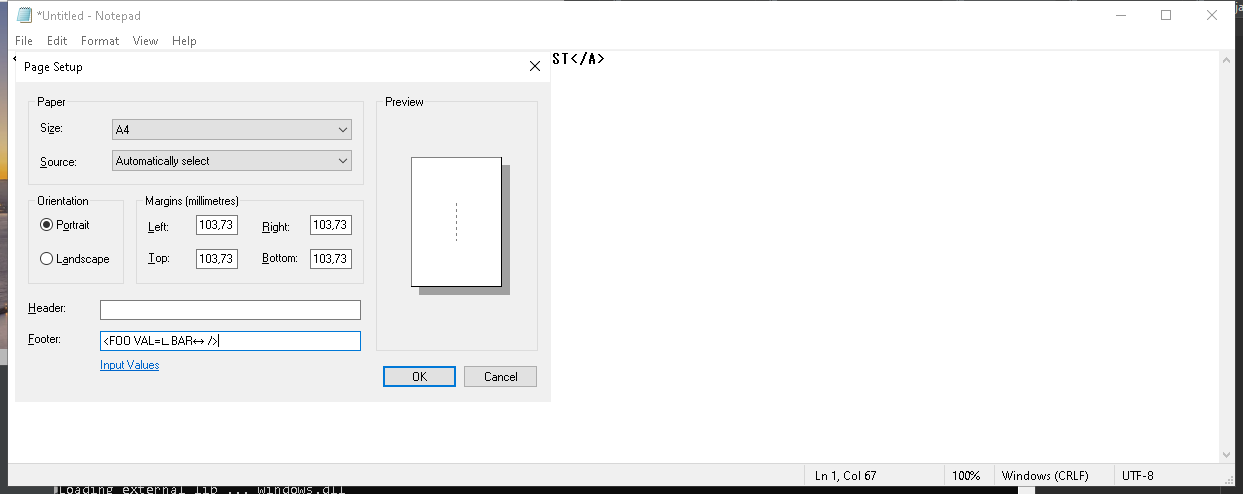 *Untitled - Notepad
File Edit Format View Help
ST</A>
Page Setup
Paper
Size: A4
Source: Automatically select
Orientation
Portrait
Landscape
Margins (millimetres)
Left: 103,73 Right: 103,73
Top: 103,73 Bottom: 103,73
Preview
Header:
Footer: <FOO VAL=∟BAR↔ />
Input Values
OK Cancel
Ln 1, Col 67 100% Windows (CRLF) UTF-8
Loading external lib ... windows.dll